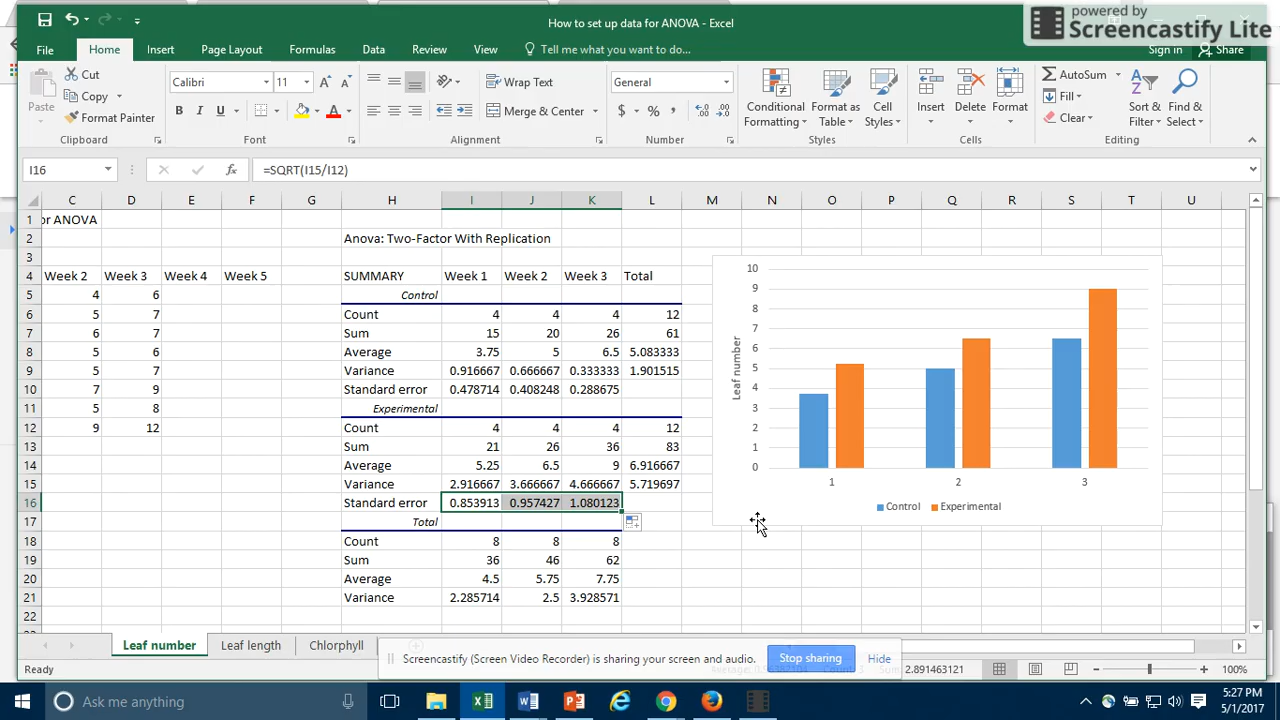 powered by
Screencastify Lite
How to set up data for ANOVA - Excel
File Home Insert Page Layout Formulas Data Review View Tell me what you want to do... Sign in Share
Paste Cut Copy Format Painter
Clipboard
Calibri 11
B I U
Font
Wrap Text
Merge & Center
Alignment
General
$ % ,
Number
Conditional Formatting Format as Table Cell Styles
Styles
Insert Delete Format
Cells
AutoSum Fill Clear Sort & Filter Find & Select
Editing
I16 fx =SQRT(I15/I12)
C D E F G H I J K L M N O P Q R S T U
1 or ANOVA
2 Anova: Two-Factor With Replication
3
4 Week 2 Week 3 Week 4 Week 5 SUMMARY Week 1 Week 2 Week 3 Total
5 4 6 Control
6 5 7 Count 4 4 4 12
7 6 7 Sum 15 20 26 61
8 5 6 Average 3.75 5 6.5 5.083333
9 5 7 Variance 0.916667 0.666667 0.333333 1.901515
10 7 9 Standard error 0.478714 0.408248 0.288675
11 5 8 Experimental
12 9 12 Count 4 4 4 12
13 Sum 21 26 36 83
14 Average 5.25 6.5 9 6.916667
15 Variance 2.916667 3.666667 4.666667 5.719697
16 Standard error 0.853913 0.957427 1.080123
17 Total
18 Count 8 8 8
19 Sum 36 46 62
20 Average 4.5 5.75 7.75
21 Variance 2.285714 2.5 3.928571
22
Leaf number
10
9
8
7
6
5
4
3
2
1
0
1 2 3
Control Experimental
Leaf number Leaf length Chlorphyll
Screencastify (Screen Video Recorder) is sharing your screen and audio. Stop sharing Hide
Ready 2.891463121 100%
Ask me anything
5:27 PM
5/1/2017